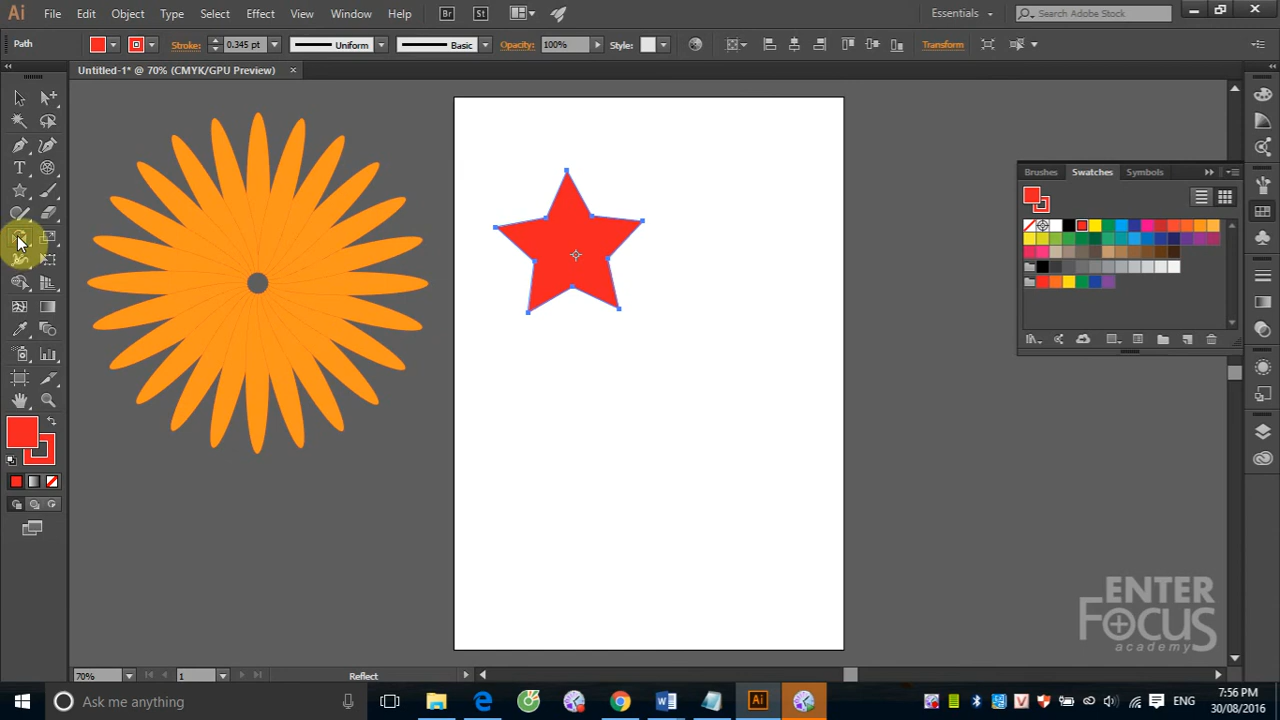 Ai File Edit Object Type Select Effect View Window Help Br St Essentials Search Adobe Stock
Path Stroke: 0.345 pt Uniform Basic Opacity: 100% Style: Transform
Untitled-1* @ 70% (CMYK/GPU Preview)
Brushes Swatches Symbols
T
ENTER
FOCUS
academy
70% 1 Reflect
Ask me anything Ai ENG 7:56 PM
30/08/2016